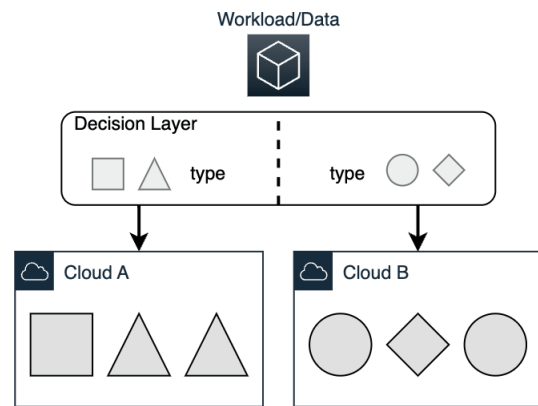 Workload/Data
Decision Layer
type
type
Cloud A
Cloud B